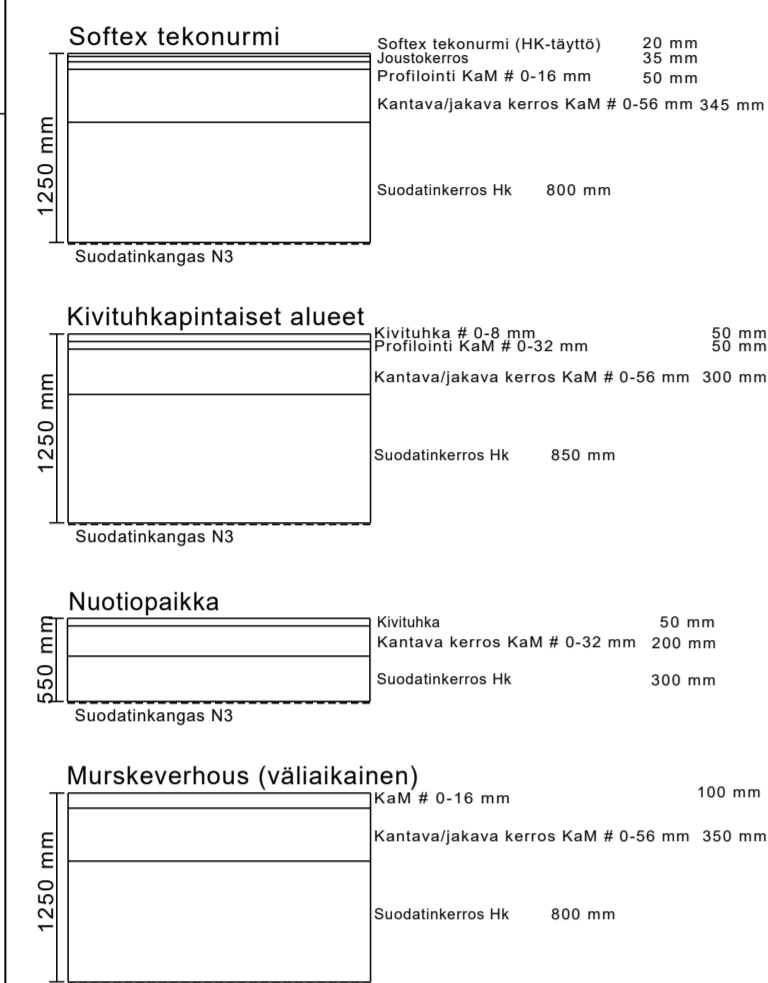 Softex tekonurmi
Softex tekonurmi (HK-täyttö) 20 mm
Joustokerros 35 mm
Profilointi KaM # 0-16 mm 50 mm
Kantava/jakava kerros KaM # 0-56 mm 345 mm
1250 mm
Suodatinkerros Hk 800 mm
Suodatinkangas N3
Kivituhkapintaiset alueet
Kivituhka # 0-8 mm 50 mm
Profilointi KaM # 0-32 mm 50 mm
Kantava/jakava kerros KaM # 0-56 mm 300 mm
1250 mm
Suodatinkerros Hk 850 mm
Suodatinkangas N3
Nuotiopaikka
Kivituhka 50 mm
Kantava kerros KaM # 0-32 mm 200 mm
550 mm
Suodatinkerros Hk 300 mm
Suodatinkangas N3
Murskeverhous (väliaikainen)
KaM # 0-16 mm 100 mm
Kantava/jakava kerros KaM # 0-56 mm 350 mm
1250 mm
Suodatinkerros Hk 800 mm